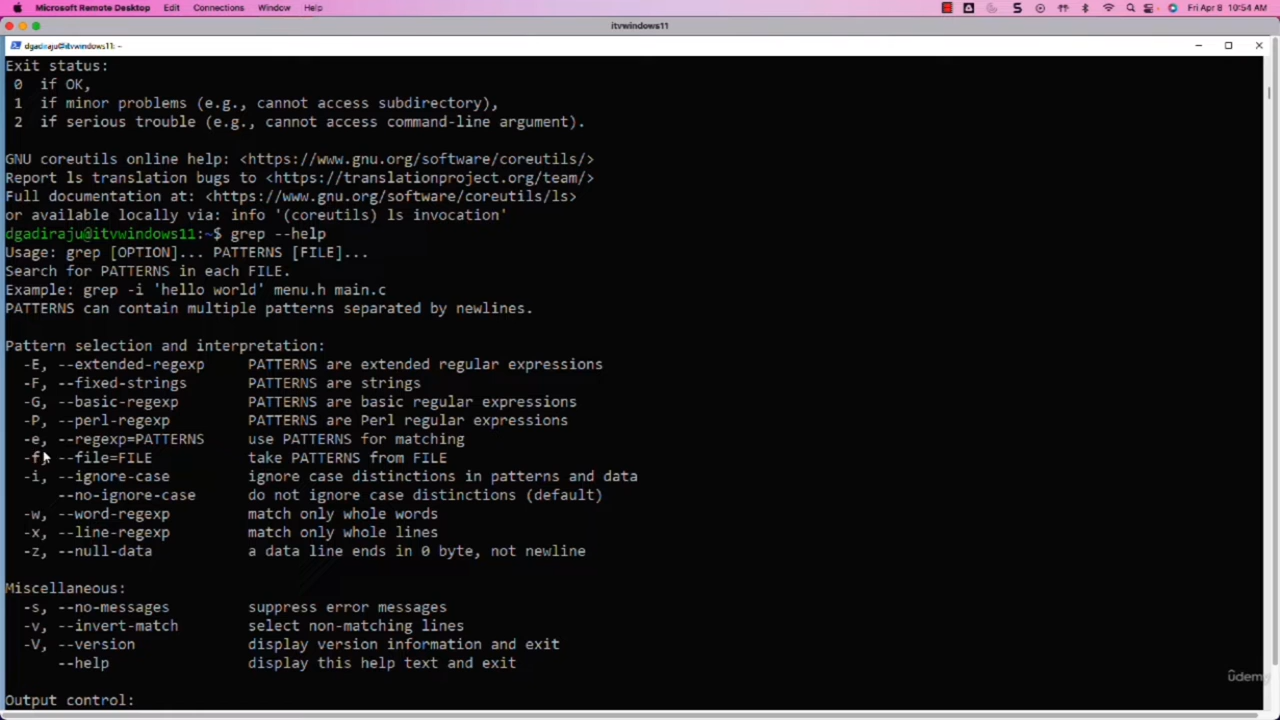 Microsoft Remote Desktop Edit Connections Window Help Fri Apr 8 10:54 AM
itvwindows11
dgadiraju@itvwindows11: ~
Exit status:
0 if OK,
1 if minor problems (e.g., cannot access subdirectory),
2 if serious trouble (e.g., cannot access command-line argument).
GNU coreutils online help: <https://www.gnu.org/software/coreutils/>
Report ls translation bugs to <https://translationproject.org/team/>
Full documentation at: <https://www.gnu.org/software/coreutils/ls>
or available locally via: info '(coreutils) ls invocation'
dgadiraju@itvwindows11:~$ grep --help
Usage: grep [OPTION]... PATTERNS [FILE]...
Search for PATTERNS in each FILE.
Example: grep -i 'hello world' menu.h main.c
PATTERNS can contain multiple patterns separated by newlines.
Pattern selection and interpretation:
-E, --extended-regexp PATTERNS are extended regular expressions
-F, --fixed-strings PATTERNS are strings
-G, --basic-regexp PATTERNS are basic regular expressions
-P, --perl-regexp PATTERNS are Perl regular expressions
-e, --regexp=PATTERNS use PATTERNS for matching
-f, --file=FILE take PATTERNS from FILE
-i, --ignore-case ignore case distinctions in patterns and data
--no-ignore-case do not ignore case distinctions (default)
-w, --word-regexp match only whole words
-x, --line-regexp match only whole lines
-z, --null-data a data line ends in 0 byte, not newline
Miscellaneous:
-s, --no-messages suppress error messages
-v, --invert-match select non-matching lines
-V, --version display version information and exit
--help display this help text and exit
Output control:
ûdemy